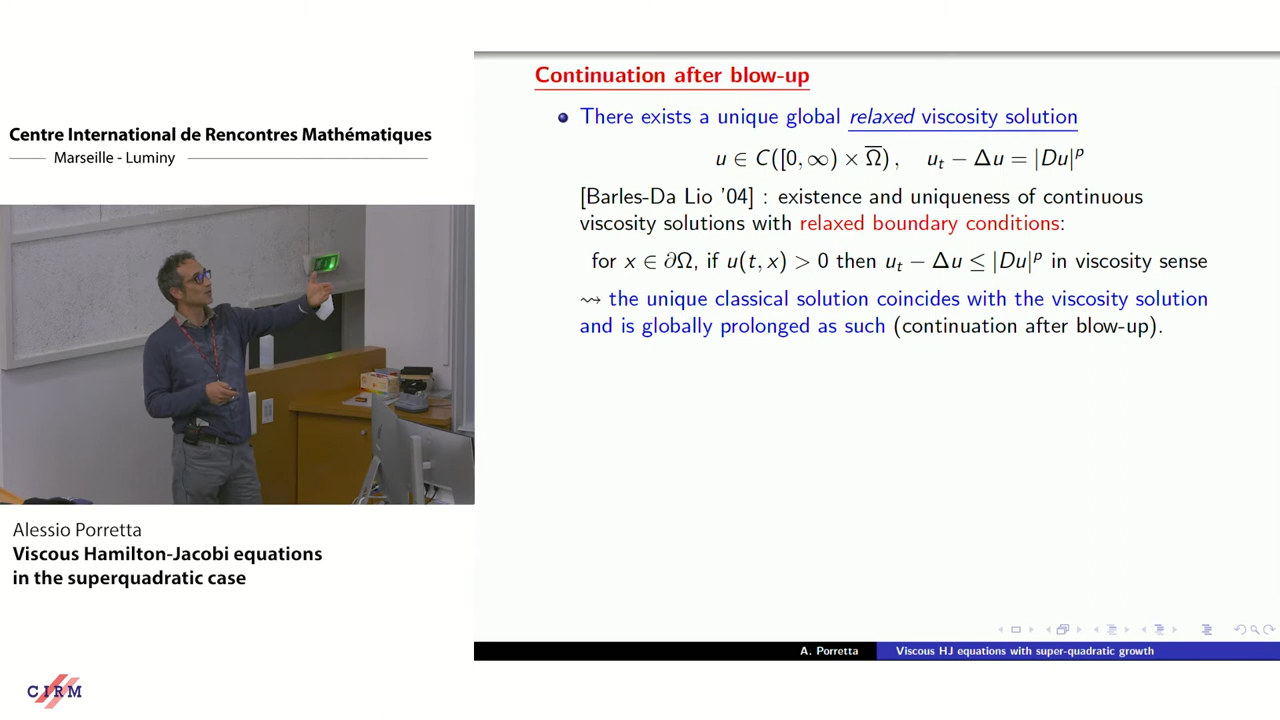 Centre International de Rencontres Mathématiques
Marseille - Luminy
Alessio Porretta
Viscous Hamilton-Jacobi equations
in the superquadratic case
CIRM
Continuation after blow-up
There exists a unique global relaxed viscosity solution
u ∈ C([0, ∞) × Ω̅), u_t − Δu = |Du|^p
[Barles-Da Lio '04] : existence and uniqueness of continuous
viscosity solutions with relaxed boundary conditions:
for x ∈ ∂Ω, if u(t, x) > 0 then u_t − Δu ≤ |Du|^p in viscosity sense
⇝ the unique classical solution coincides with the viscosity solution
and is globally prolonged as such (continuation after blow-up).
A. Porretta
Viscous HJ equations with super-quadratic growth